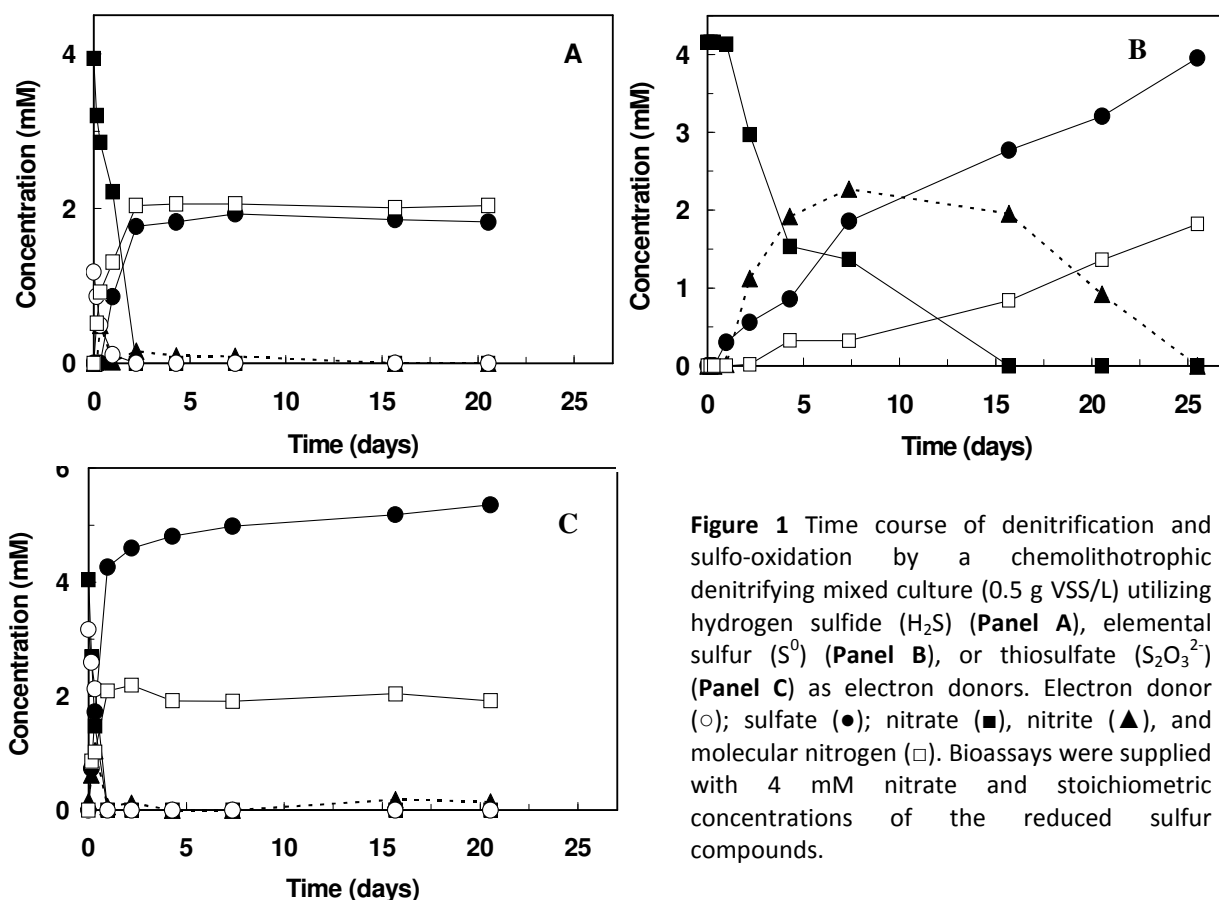 A
Concentration (mM)
4
2
0
0 5 10 15 20 25
Time (days)
B
Concentration (mM)
4
3
2
1
0
0 5 10 15 20 25
Time (days)
C
Concentration (mM)
6
4
2
0
0 5 10 15 20 25
Time (days)
Figure 1 Time course of denitrification and
sulfo-oxidation by a chemolithotrophic
denitrifying mixed culture (0.5 g VSS/L) utilizing
hydrogen sulfide (H₂S) (Panel A), elemental
sulfur (S⁰) (Panel B), or thiosulfate (S₂O₃²⁻)
(Panel C) as electron donors. Electron donor
(○); sulfate (●); nitrate (■), nitrite (▲), and
molecular nitrogen (□). Bioassays were supplied
with 4 mM nitrate and stoichiometric
concentrations of the reduced sulfur
compounds.